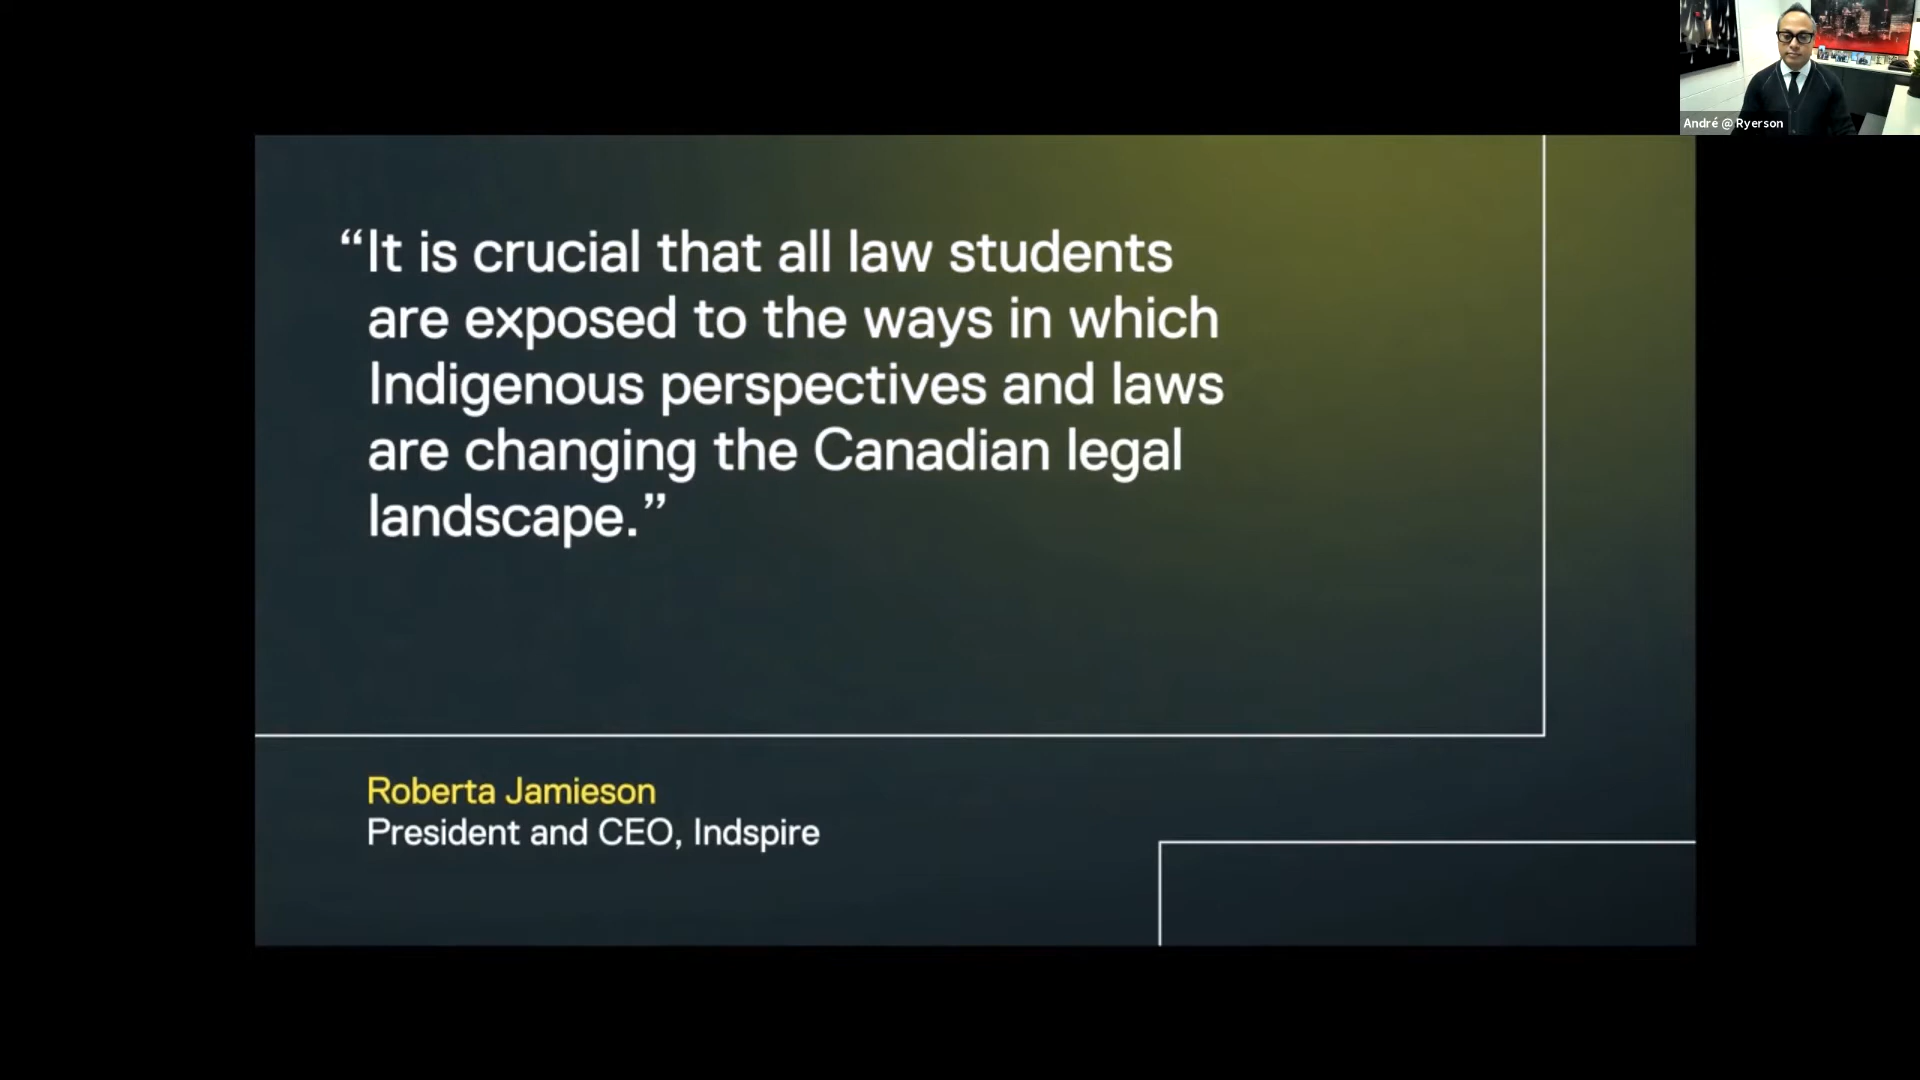 André @ Ryerson
“It is crucial that all law students
are exposed to the ways in which
Indigenous perspectives and laws
are changing the Canadian legal
landscape.”
Roberta Jamieson
President and CEO, Indspire